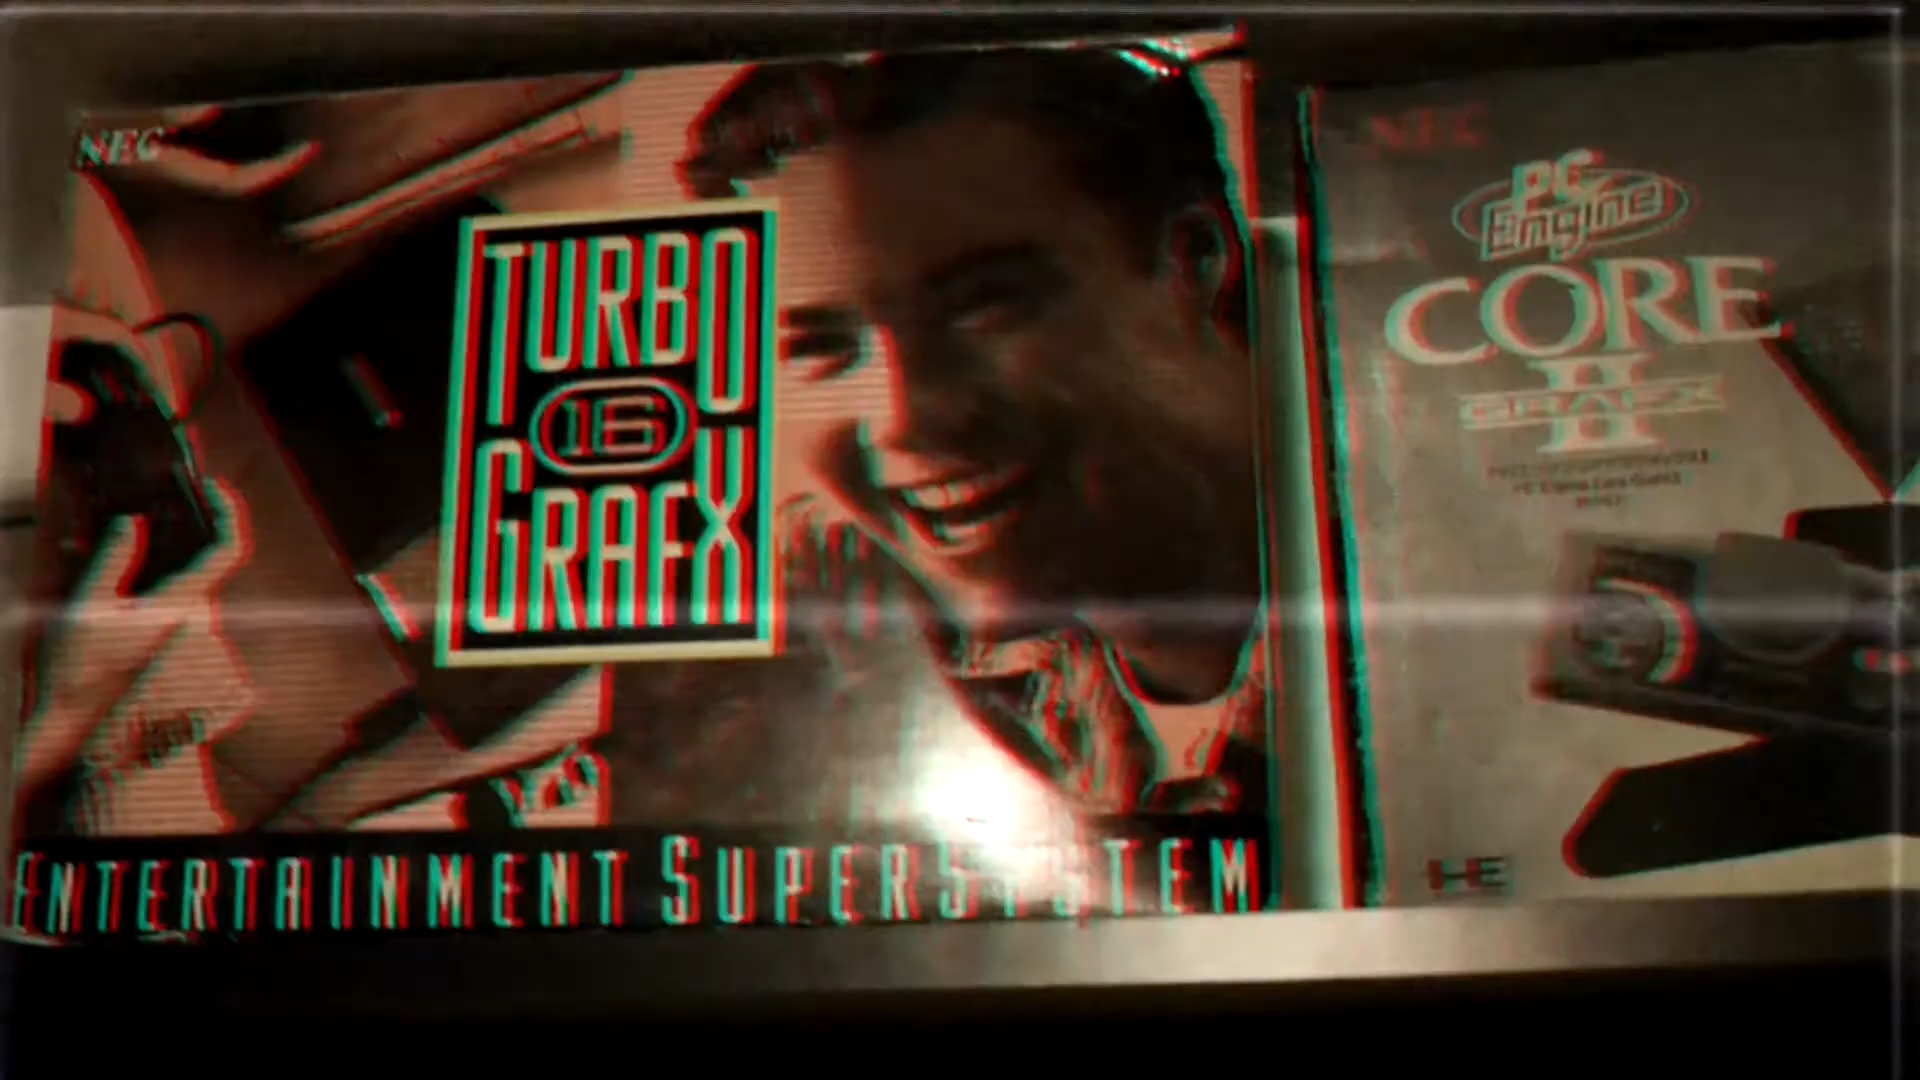 NEC
TURBO
16
GRAFX
ENTERTAINMENT SUPERSYSTEM
NEC
PC
Engine
CORE
GRAFX
II
HE